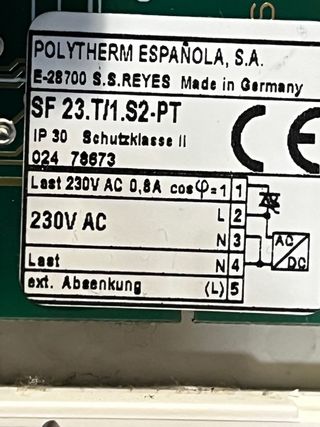 POLYTHERM ESPAÑOLA, S.A.
E-28700 S.S.REYES Made in Germany
SF 23.T/1.S2-PT
IP 30 Schutzklasse II
024 78673
CE
Last 230V AC 0,8A cosφ=1 1
L 2
230V AC
N 3
Last N 4
ext. Absenkung (L) 5
AC
DC